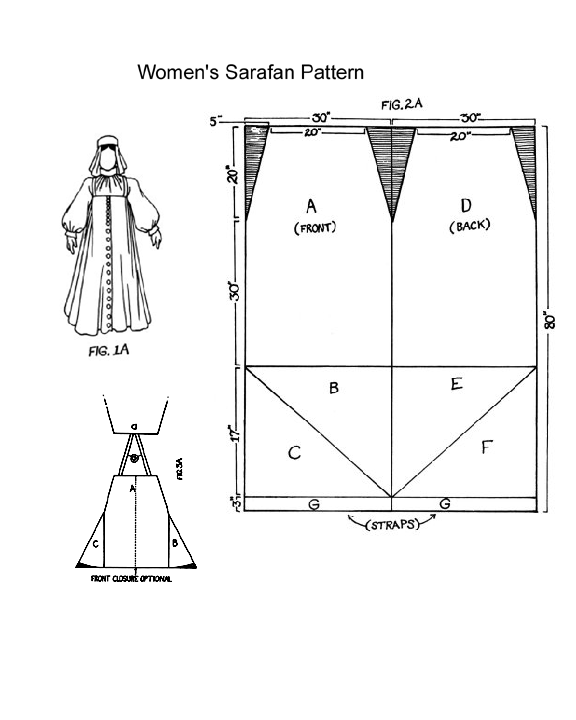 Women's Sarafan Pattern
FIG. 1A
FIG. 2A
30" 30"
5"
20" 20"
20"
A
(FRONT)
D
(BACK)
30"
80"
B
E
C
F
17"
3"
G
G
(STRAPS)
FIG. 3A
G
A
C
B
FRONT CLOSURE OPTIONAL